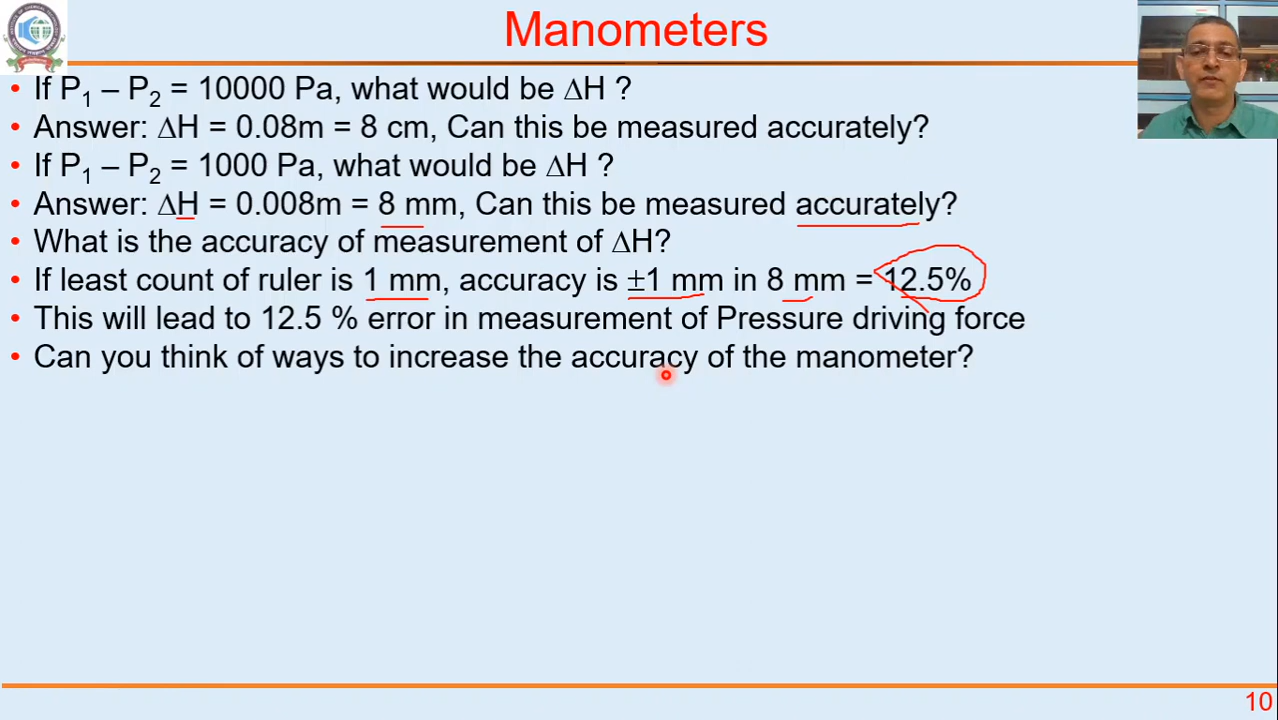 Manometers
• If P₁ – P₂ = 10000 Pa, what would be ΔH ?
• Answer: ΔH = 0.08m = 8 cm, Can this be measured accurately?
• If P₁ – P₂ = 1000 Pa, what would be ΔH ?
• Answer: ΔH = 0.008m = 8 mm, Can this be measured accurately?
• What is the accuracy of measurement of ΔH?
• If least count of ruler is 1 mm, accuracy is ±1 mm in 8 mm = 12.5%
• This will lead to 12.5 % error in measurement of Pressure driving force
• Can you think of ways to increase the accuracy of the manometer?
10